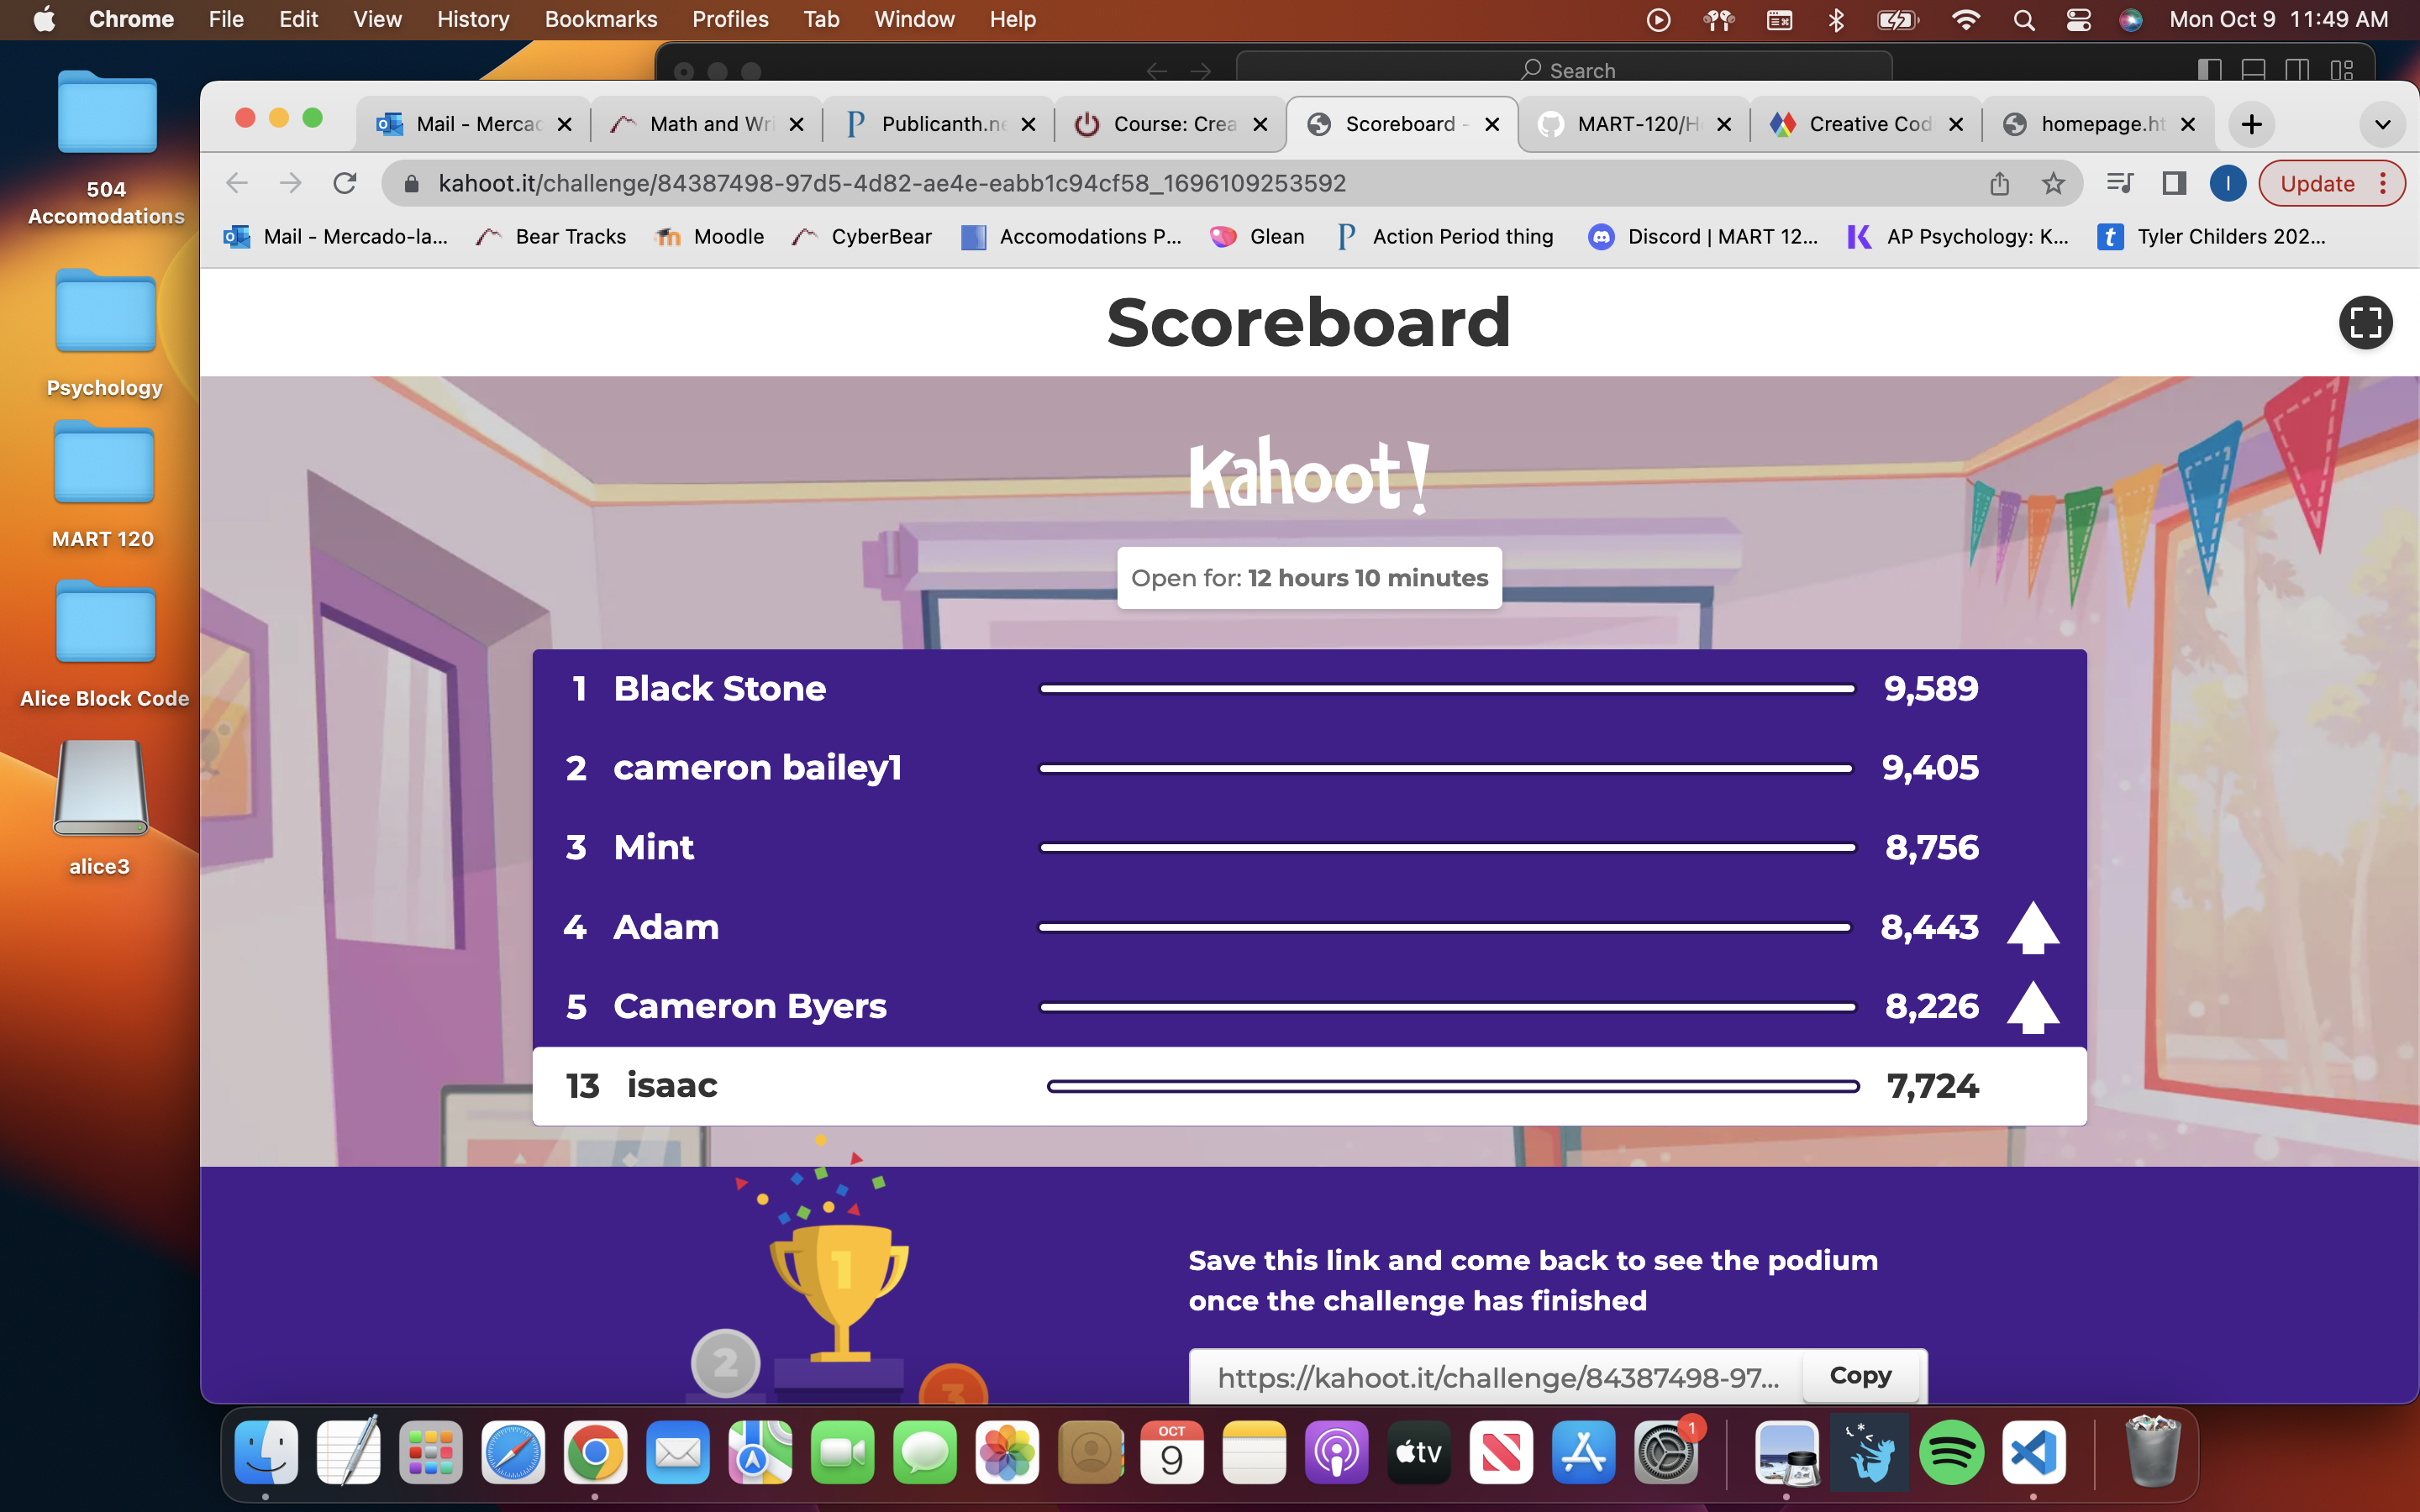 Chrome File Edit View History Bookmarks Profiles Tab Window Help Mon Oct 9 11:49 AM
Search
Mail - Mercac Math and Wri Publicanth.ne Course: Crea Scoreboard - MART-120/H Creative Cod homepage.ht
kahoot.it/challenge/84387498-97d5-4d82-ae4e-eabb1c94cf58_1696109253592 I Update
Mail - Mercado-la... Bear Tracks Moodle CyberBear Accomodations P... Glean Action Period thing Discord | MART 12... AP Psychology: K... Tyler Childers 202...
504
Accomodations
Psychology
MART 120
Alice Block Code
alice3
Scoreboard
Kahoot!
Open for: 12 hours 10 minutes
1 Black Stone 9,589
2 cameron bailey1 9,405
3 Mint 8,756
4 Adam 8,443
5 Cameron Byers 8,226
13 isaac 7,724
1
2
3
Save this link and come back to see the podium
once the challenge has finished
https://kahoot.it/challenge/84387498-97... Copy
OCT
9
tv
1